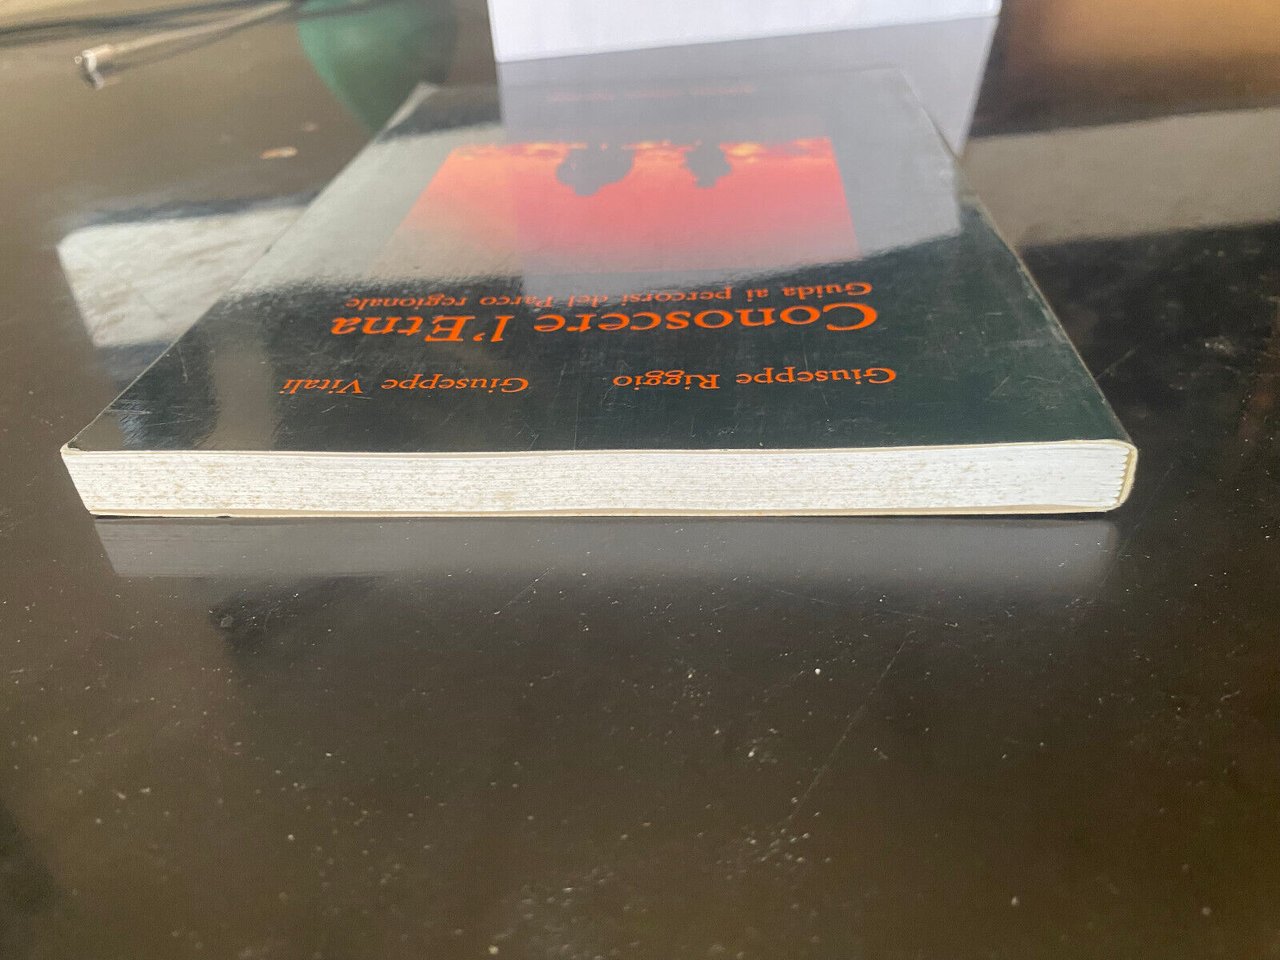 Giuseppe Riggio Giuseppe Vitali
Conoscere l'Etna
Guida ai percorsi del Parco regionale